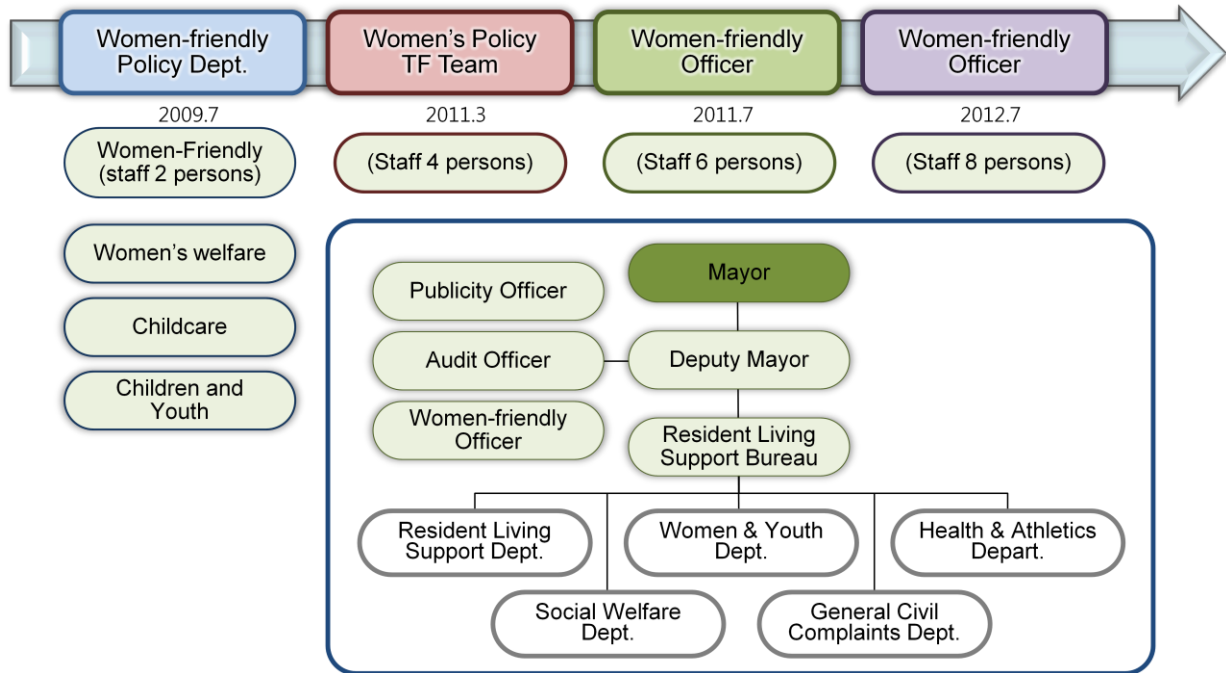 Women-friendly
Policy Dept.
Women’s Policy
TF Team
Women-friendly
Officer
Women-friendly
Officer
2009.7
2011.3
2011.7
2012.7
Women-Friendly
(staff 2 persons)
(Staff 4 persons)
(Staff 6 persons)
(Staff 8 persons)
Women’s welfare
Childcare
Children and
Youth
Mayor
Publicity Officer
Audit Officer
Deputy Mayor
Women-friendly
Officer
Resident Living
Support Bureau
Resident Living
Support Dept.
Women & Youth
Dept.
Health & Athletics
Depart.
Social Welfare
Dept.
General Civil
Complaints Dept.